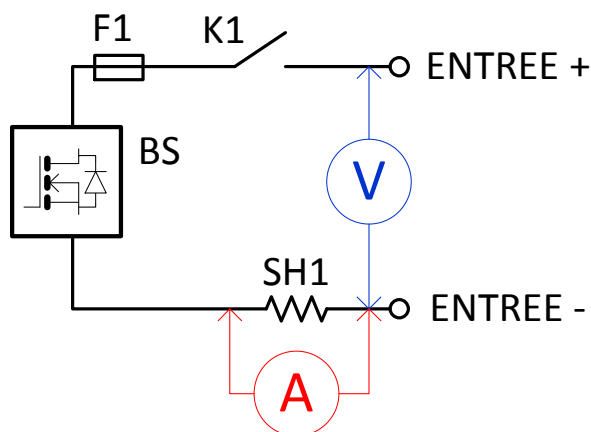 F1
K1
ENTREE +
BS
V
SH1
ENTREE -
A